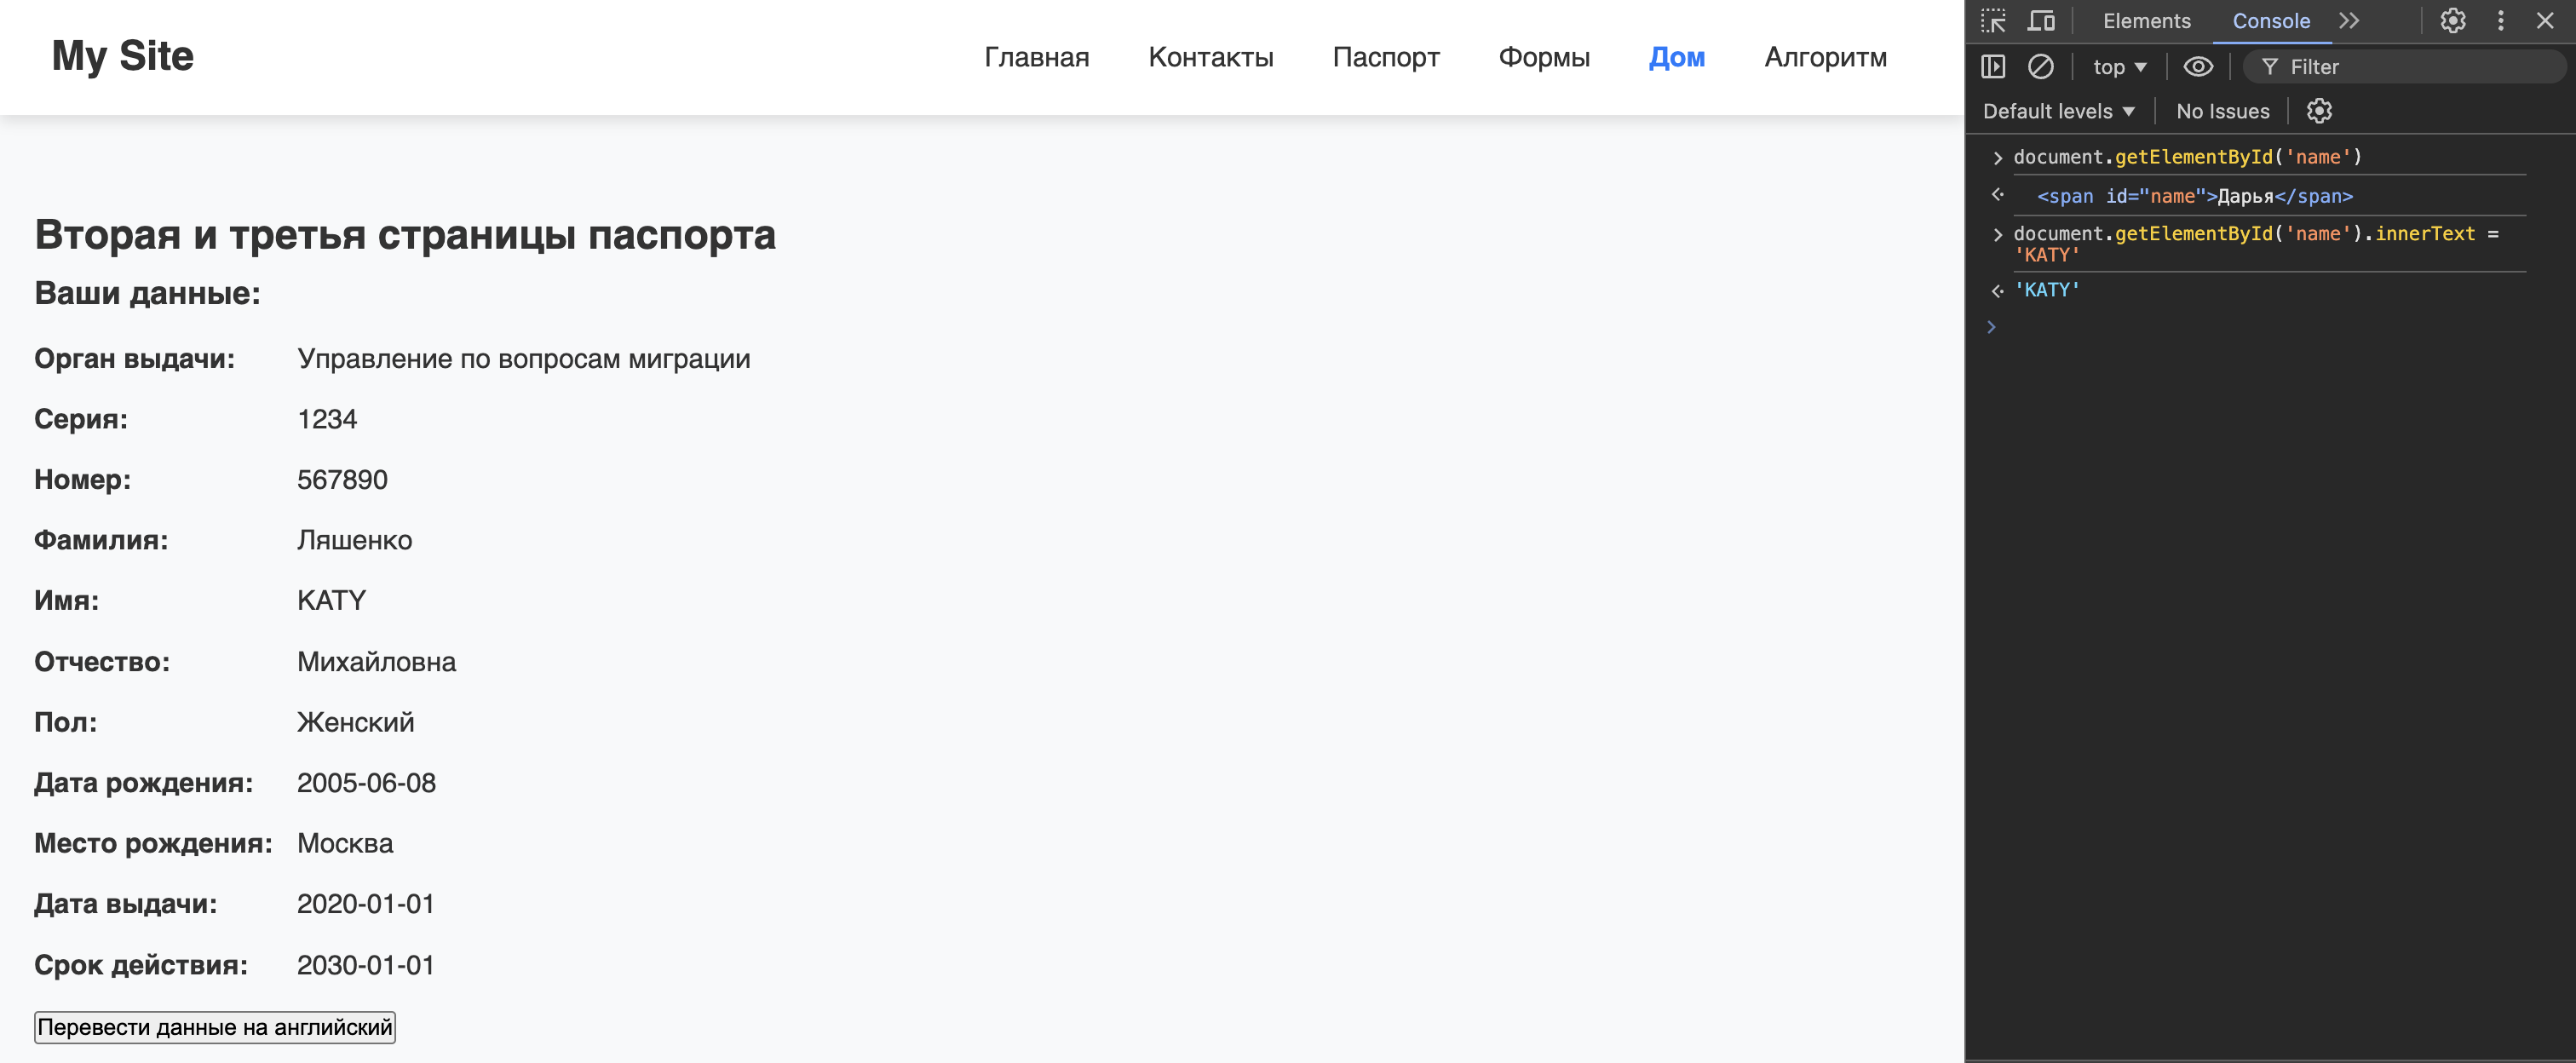 My Site
Главная Контакты Паспорт Формы Дом Алгоритм
Вторая и третья страницы паспорта
Ваши данные:
Орган выдачи: Управление по вопросам миграции
Серия: 1234
Номер: 567890
Фамилия: Ляшенко
Имя: KATY
Отчество: Михайловна
Пол: Женский
Дата рождения: 2005-06-08
Место рождения: Москва
Дата выдачи: 2020-01-01
Срок действия: 2030-01-01
Перевести данные на английский
Elements Console
top Filter
Default levels No Issues
document.getElementById('name')
<span id="name">Дарья</span>
document.getElementById('name').innerText =
'KATY'
'KATY'